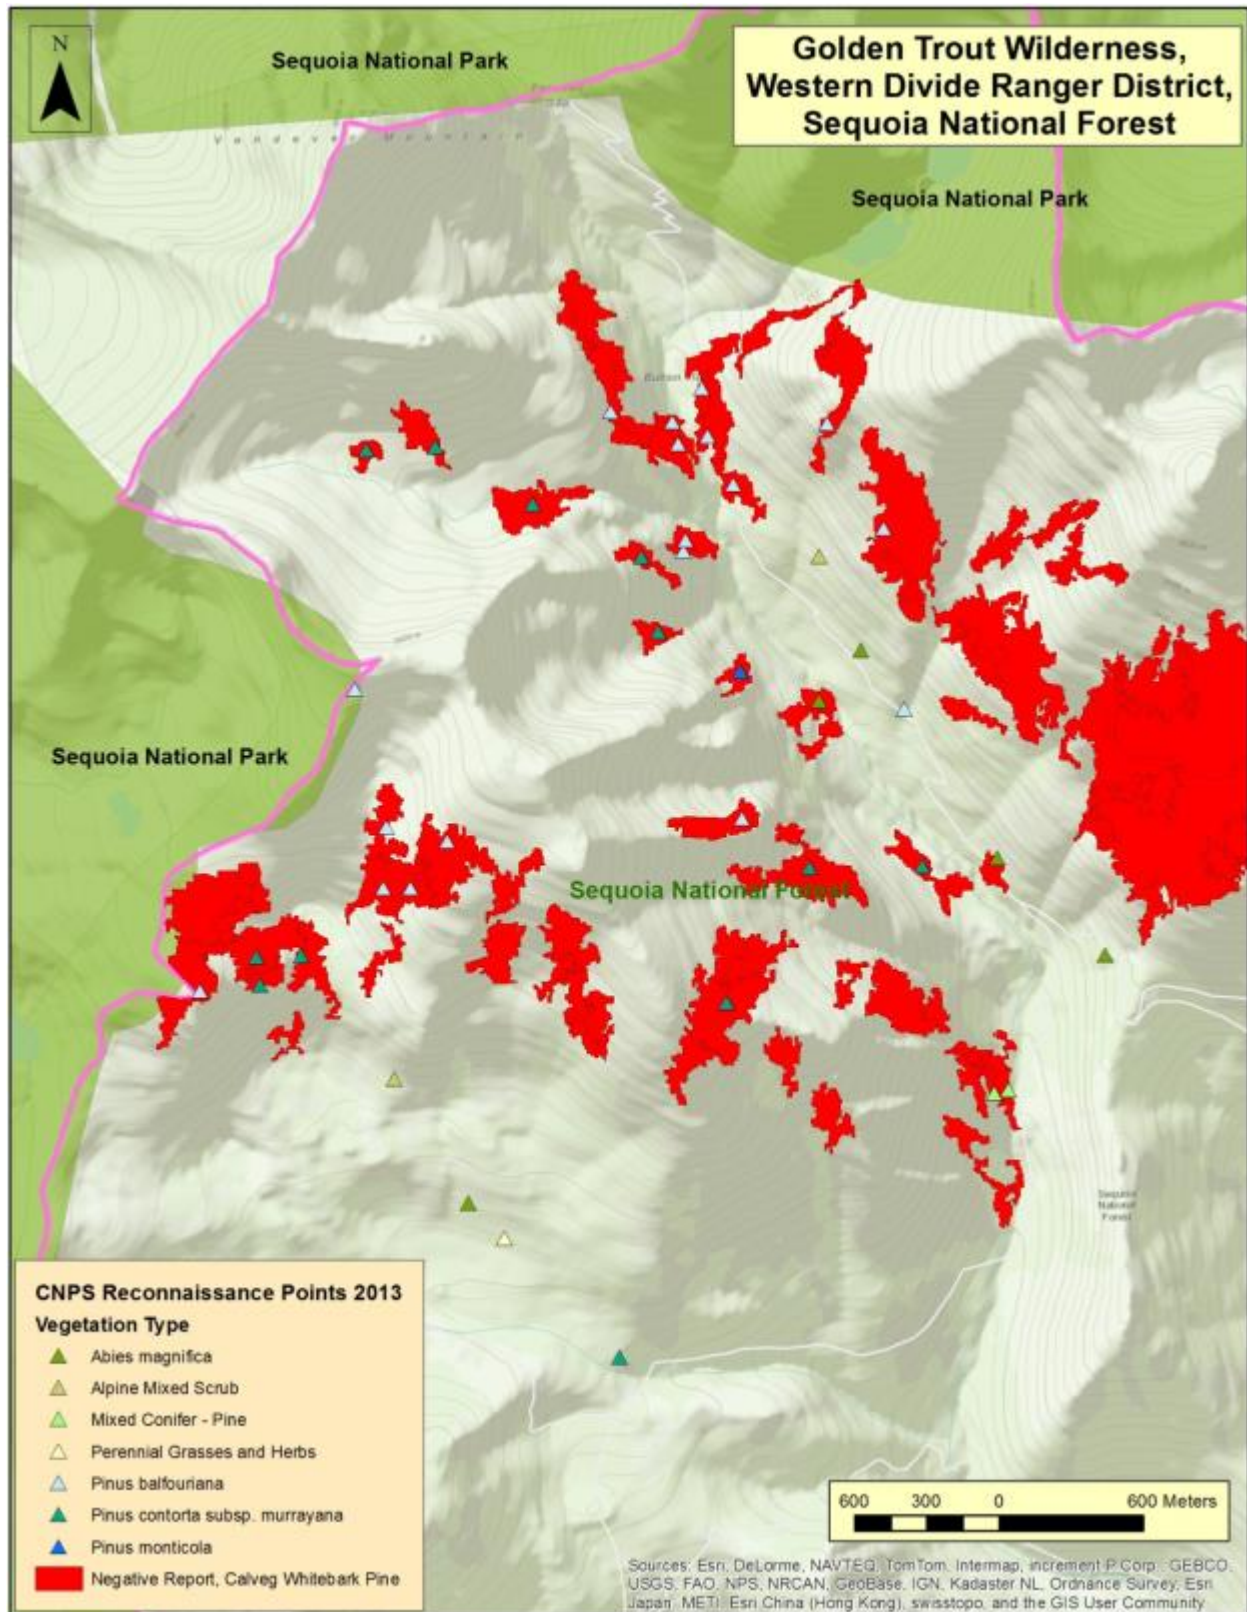 N
Sequoia National Park
Golden Trout Wilderness,
Western Divide Ranger District,
Sequoia National Forest
Sequoia National Park
Sequoia National Park
Sequoia National Forest
Sequoia
National
Forest
CNPS Reconnaissance Points 2013
Vegetation Type
Abies magnifica
Alpine Mixed Scrub
Mixed Conifer - Pine
Perennial Grasses and Herbs
Pinus balfouriana
Pinus contorta subsp. murrayana
Pinus monticola
Negative Report, Calveg Whitebark Pine
600 300 0 600 Meters
Sources: Esri, DeLorme, NAVTEQ, TomTom, Intermap, increment P Corp., GEBCO,
USGS, FAO, NPS, NRCAN, GeoBase, IGN, Kadaster NL, Ordnance Survey, Esri
Japan, METI, Esri China (Hong Kong), swisstopo, and the GIS User Community